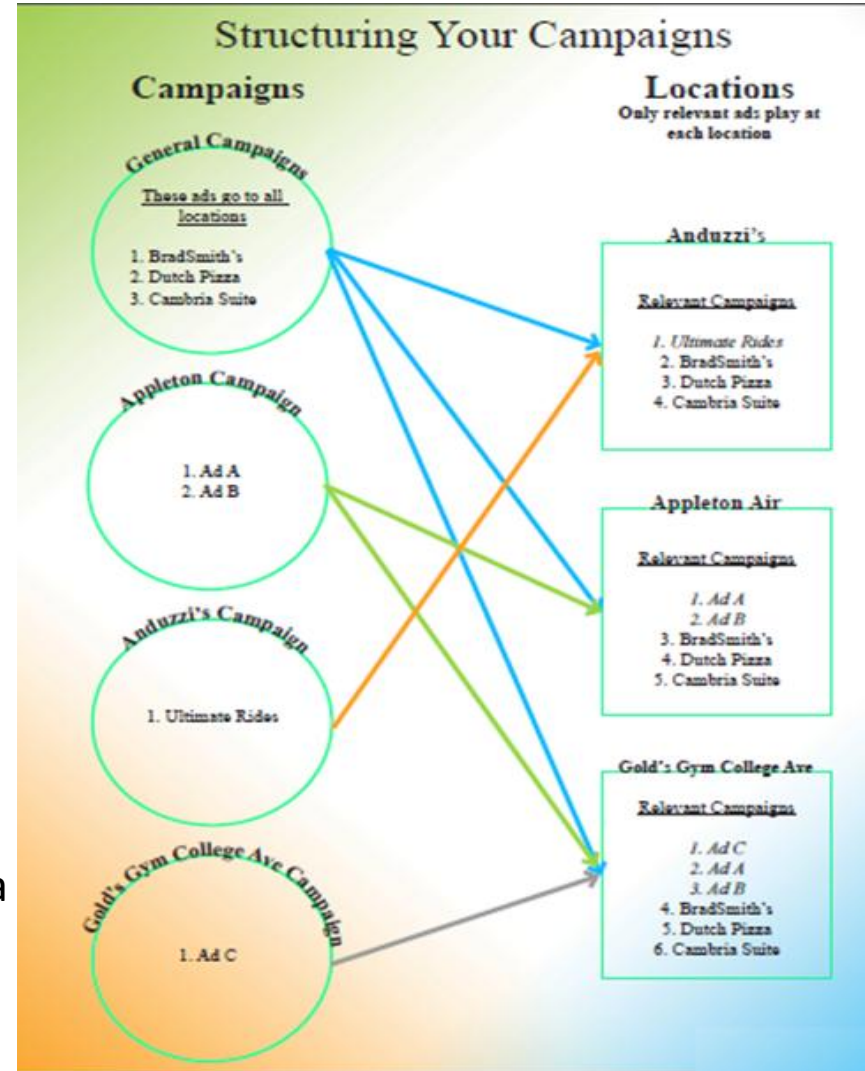 Structuring Your Campaigns
Campaigns
General Campaigns
These ads go to all
locations
1. BradSmith's
2. Dutch Pizza
3. Cambria Suite
Appleton Campaign
1. Ad A
2. Ad B
Anduzzi's Campaign
1. Ultimate Rides
Gold's Gym College Ave Campaign
1. Ad C
a
Locations
Only relevant ads play at
each location
Anduzzi's
Relevant Campaigns
1. Ultimate Rides
2. BradSmith's
3. Dutch Pizza
4. Cambria Suite
Appleton Air
Relevant Campaigns
1. Ad A
2. Ad B
3. BradSmith's
4. Dutch Pizza
5. Cambria Suite
Gold's Gym College Ave
Relevant Campaigns
1. Ad C
2. Ad A
3. Ad B
4. BradSmith's
5. Dutch Pizza
6. Cambria Suite